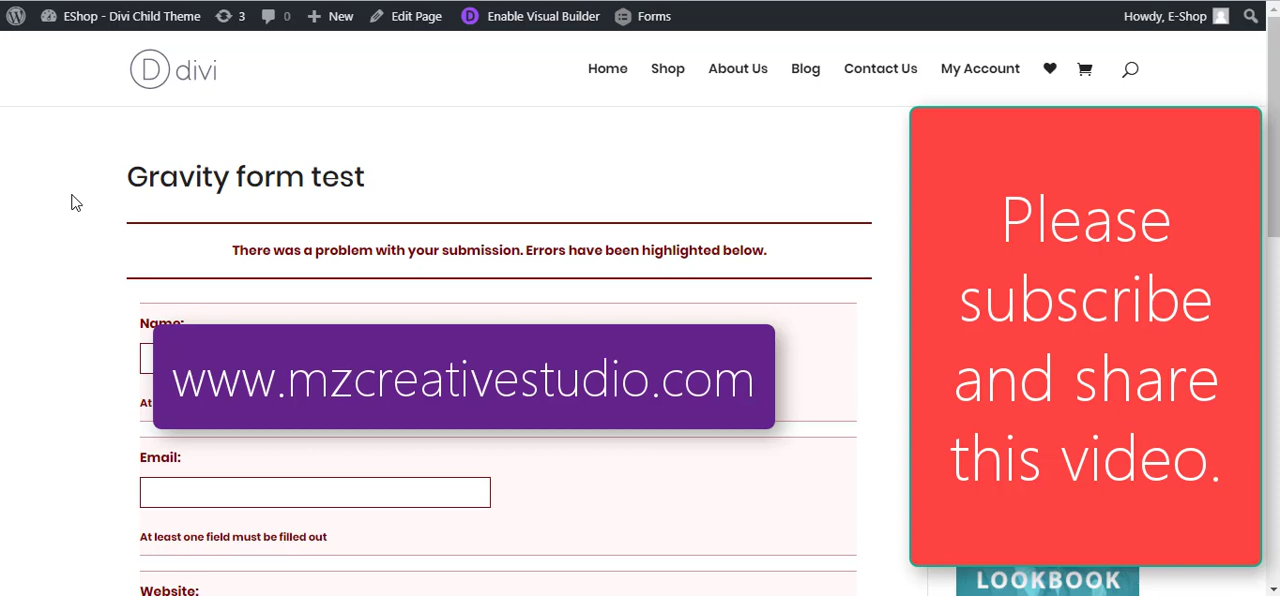 EShop - Divi Child Theme 3 0 New Edit Page D Enable Visual Builder Forms Howdy, E-Shop
D divi Home Shop About Us Blog Contact Us My Account
Gravity form test
There was a problem with your submission. Errors have been highlighted below.
Name:
www.mzcreativestudio.com
At
Email:
At least one field must be filled out
Website:
Please
subscribe
and share
this video.
LOOKBOOK